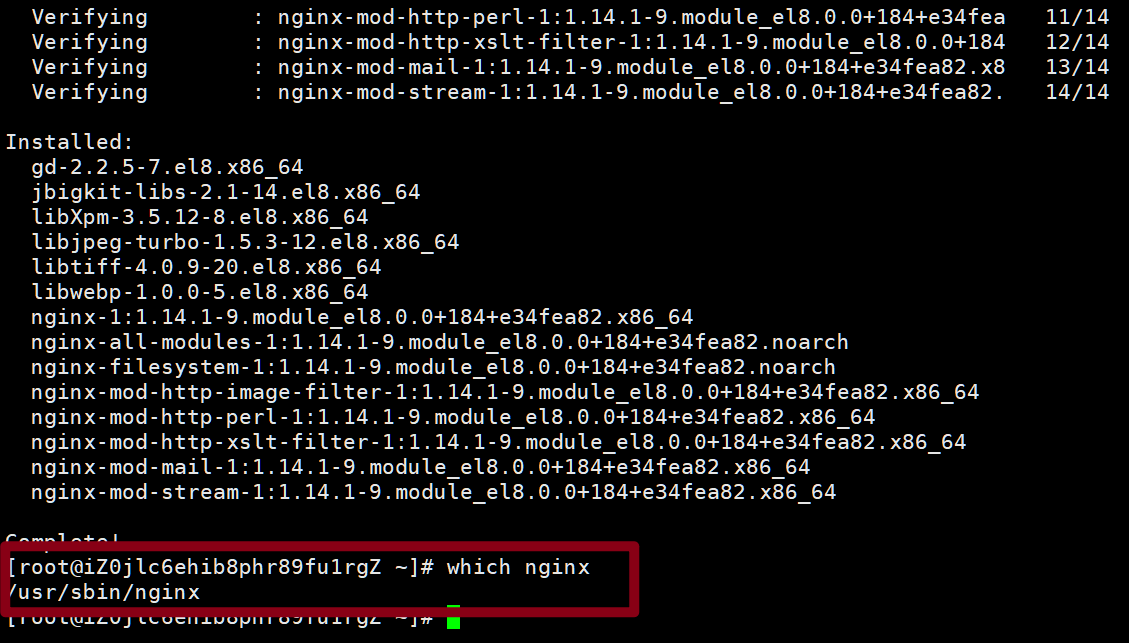 Verifying : nginx-mod-http-perl-1:1.14.1-9.module_el8.0.0+184+e34fea 11/14
Verifying : nginx-mod-http-xslt-filter-1:1.14.1-9.module_el8.0.0+184 12/14
Verifying : nginx-mod-mail-1:1.14.1-9.module_el8.0.0+184+e34fea82.x8 13/14
Verifying : nginx-mod-stream-1:1.14.1-9.module_el8.0.0+184+e34fea82. 14/14
Installed:
gd-2.2.5-7.el8.x86_64
jbigkit-libs-2.1-14.el8.x86_64
libXpm-3.5.12-8.el8.x86_64
libjpeg-turbo-1.5.3-12.el8.x86_64
libtiff-4.0.9-20.el8.x86_64
libwebp-1.0.0-5.el8.x86_64
nginx-1:1.14.1-9.module_el8.0.0+184+e34fea82.x86_64
nginx-all-modules-1:1.14.1-9.module_el8.0.0+184+e34fea82.noarch
nginx-filesystem-1:1.14.1-9.module_el8.0.0+184+e34fea82.noarch
nginx-mod-http-image-filter-1:1.14.1-9.module_el8.0.0+184+e34fea82.x86_64
nginx-mod-http-perl-1:1.14.1-9.module_el8.0.0+184+e34fea82.x86_64
nginx-mod-http-xslt-filter-1:1.14.1-9.module_el8.0.0+184+e34fea82.x86_64
nginx-mod-mail-1:1.14.1-9.module_el8.0.0+184+e34fea82.x86_64
nginx-mod-stream-1:1.14.1-9.module_el8.0.0+184+e34fea82.x86_64
Complete!
[root@iZ0jlc6ehib8phr89fu1rgZ ~]# which nginx
/usr/sbin/nginx
[root@iZ0jlc6ehib8phr89fu1rgZ ~]#